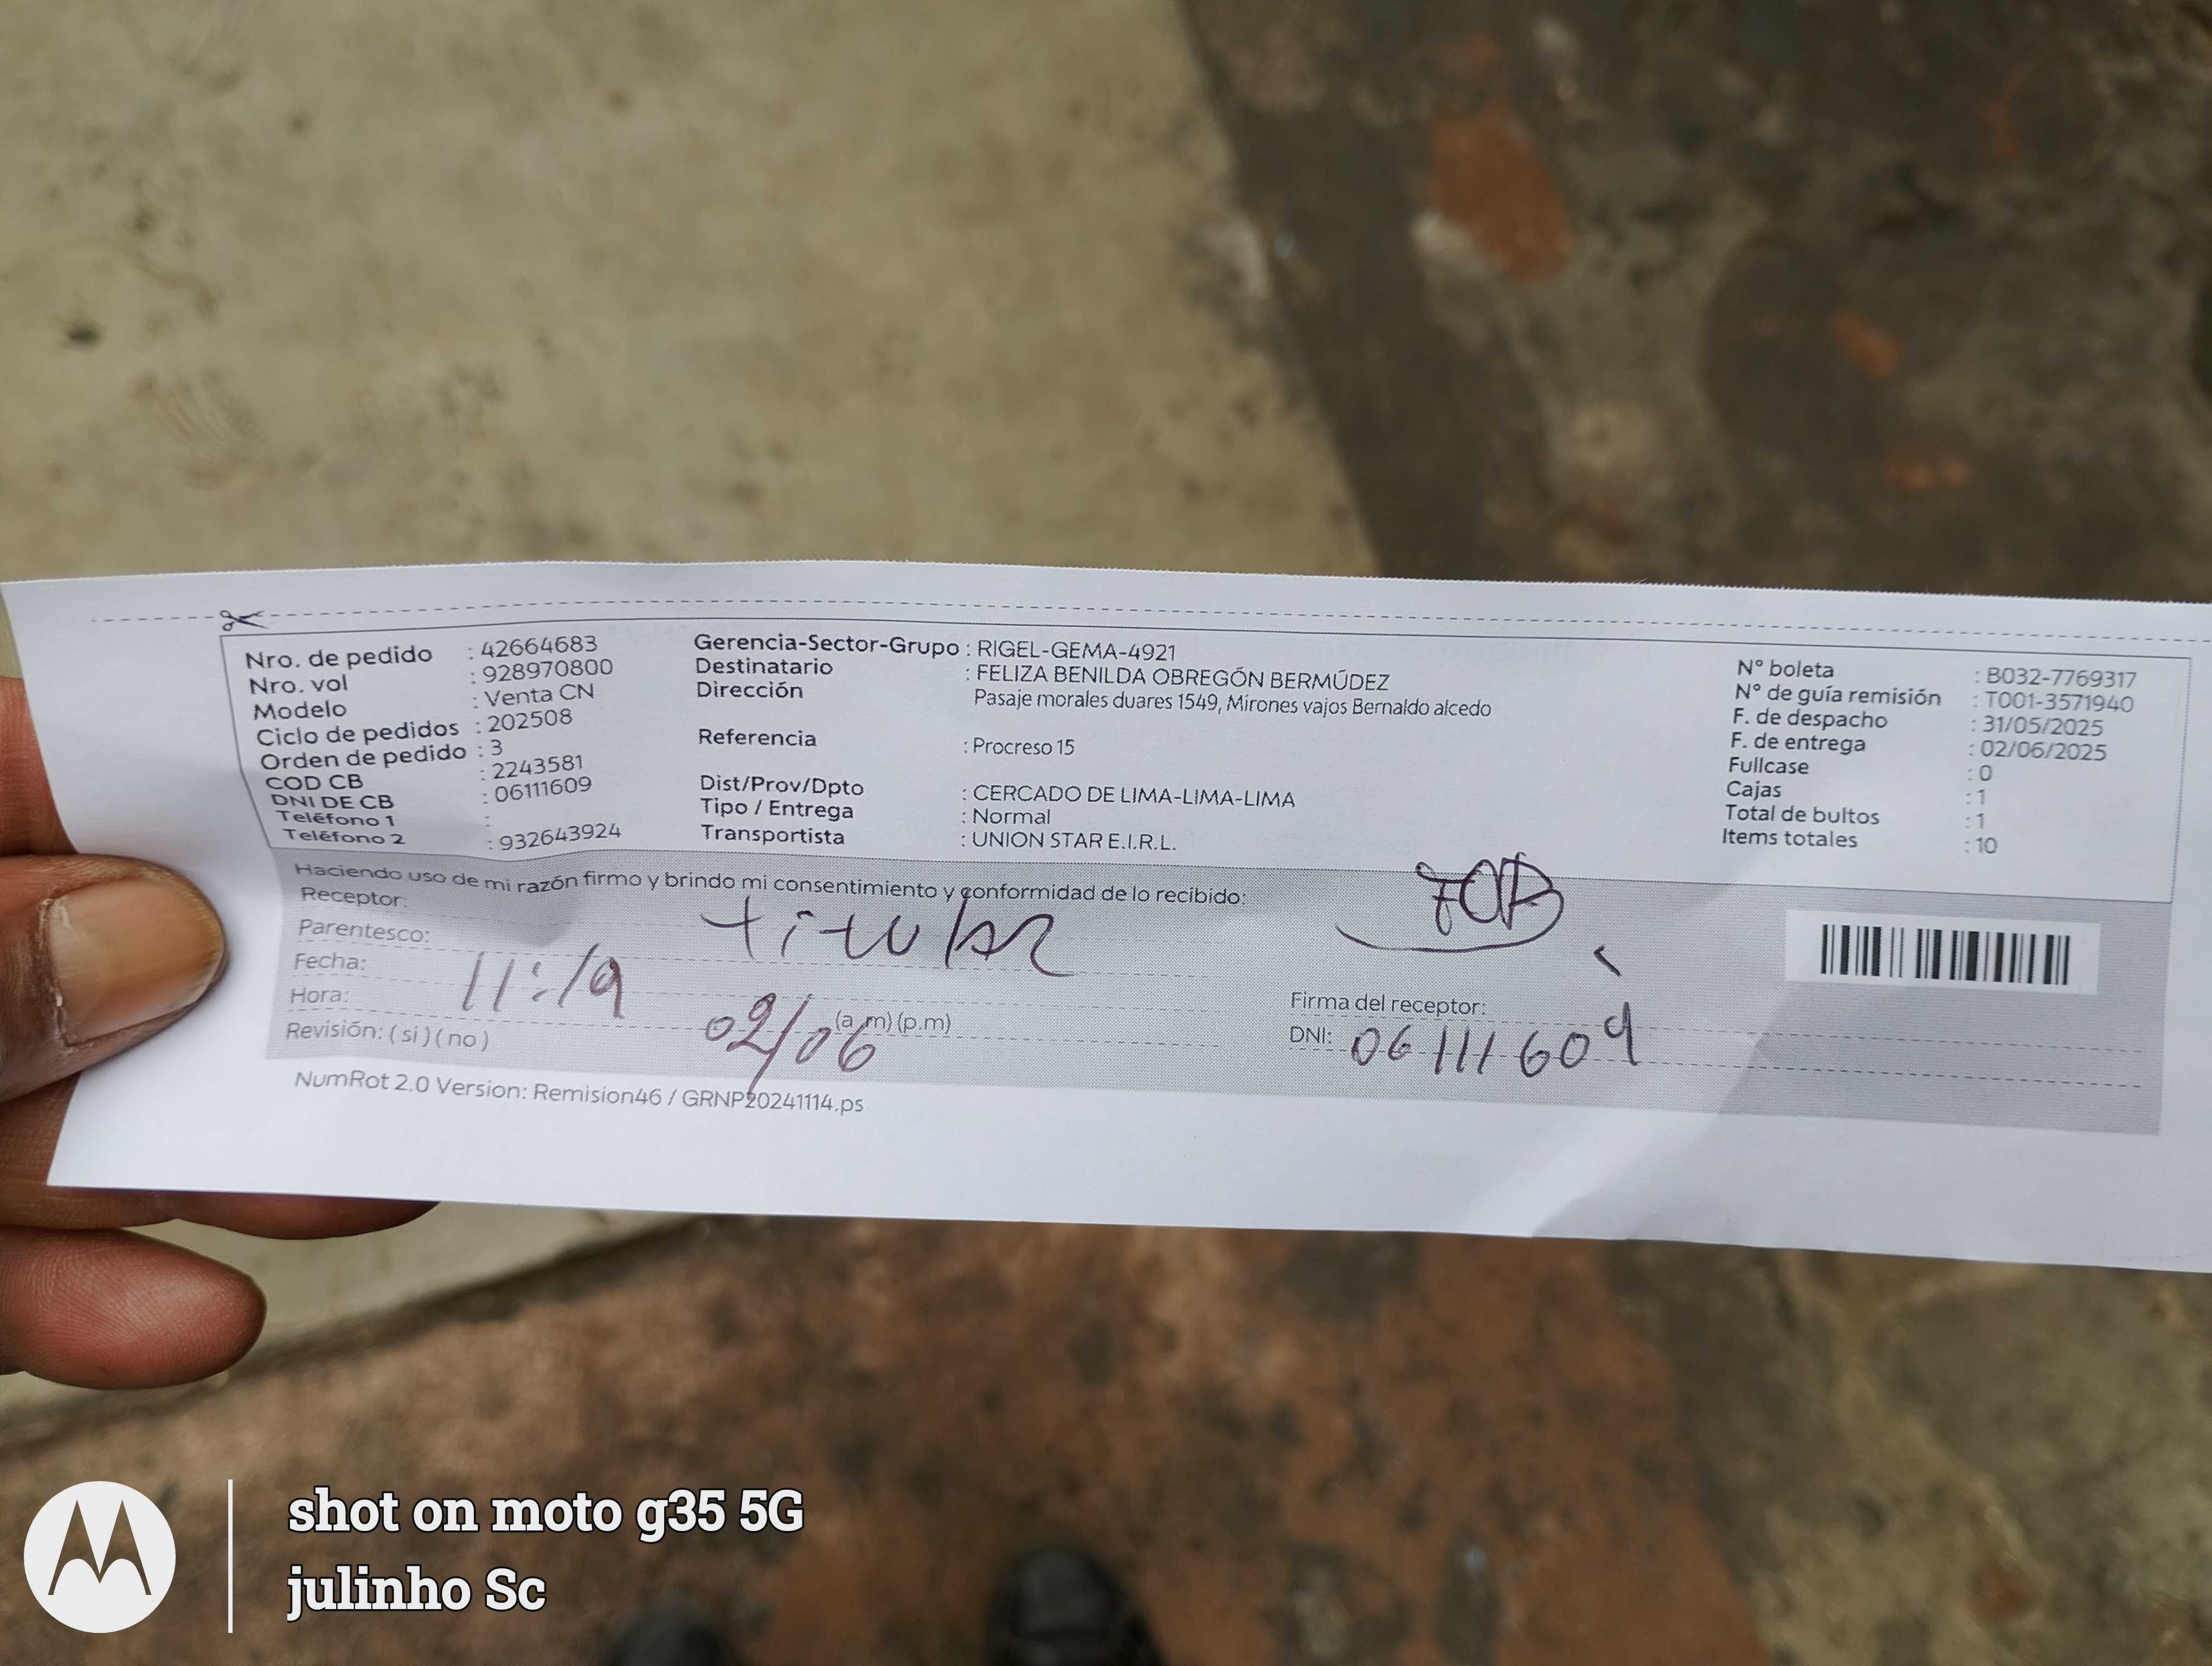 Nro. de pedido : 42664683
Nro. vol : 928970800
Modelo : Venta CN
Ciclo de pedidos : 202508
Orden de pedido : 3
COD CB : 2243581
DNI DE CB : 06111609
Teléfono 1 :
Teléfono 2 : 932643924
Gerencia-Sector-Grupo : RIGEL-GEMA-4921
Destinatario : FELIZA BENILDA OBREGÓN BERMÚDEZ
Dirección Pasaje morales duares 1549, Mirones vajos Bernaldo alcedo
Referencia : Procreso 15
Dist/Prov/Dpto : CERCADO DE LIMA-LIMA-LIMA
Tipo / Entrega : Normal
Transportista : UNION STAR E.I.R.L.
N° boleta : B032-7769317
N° de guía remisión : T001-3571940
F. de despacho : 31/05/2025
F. de entrega : 02/06/2025
Fullcase : 0
Cajas : 1
Total de bultos : 1
Items totales : 10
Haciendo uso de mi razón firmo y brindo mi consentimiento y conformidad de lo recibido:
Receptor:
Parentesco: titular
Fecha: 11:19
Hora: 02/06 (a.m) (p.m)
Revisión: ( si ) ( no )
FOB
Firma del receptor:
DNI: 06111609
NumRot 2.0 Version: Remision46 / GRNP20241114.ps
shot on moto g35 5G
julinho Sc